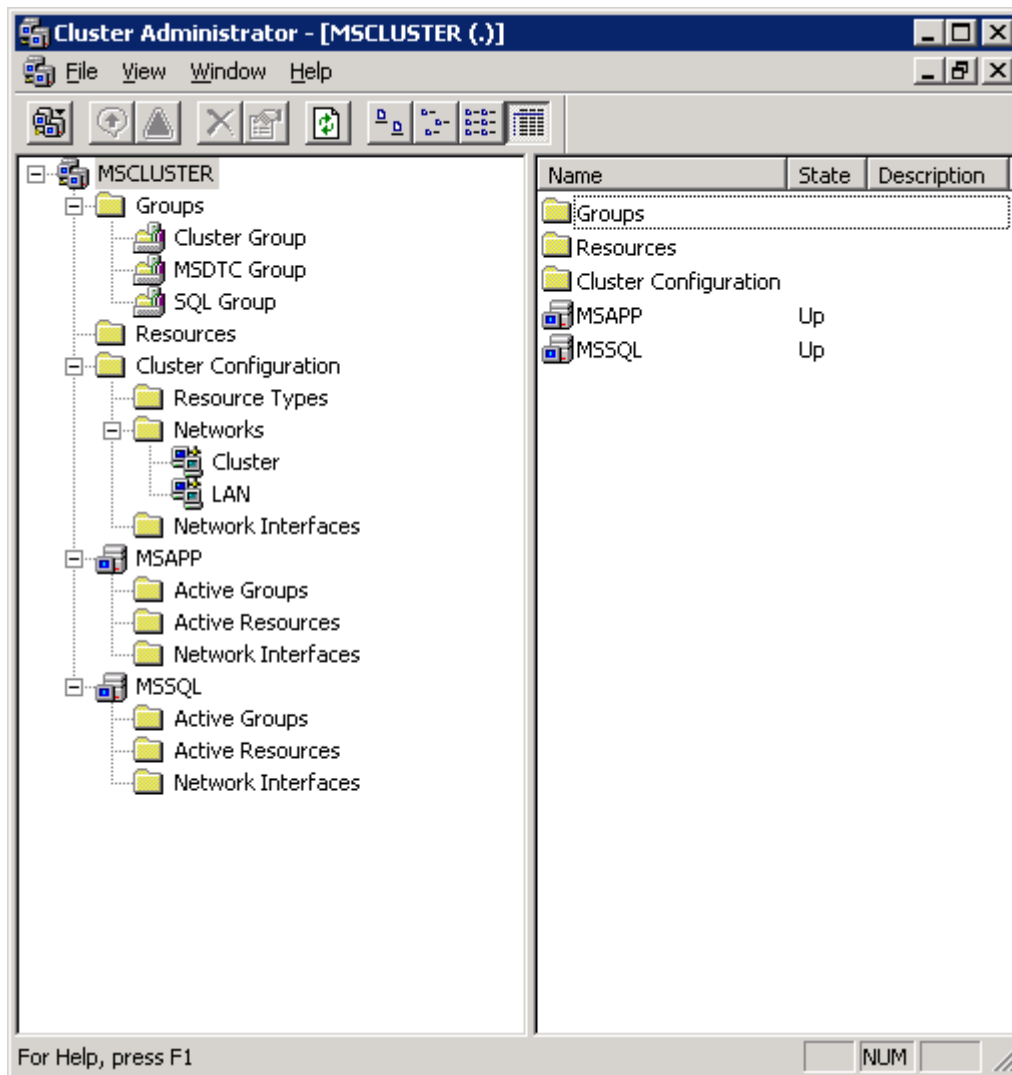 Cluster Administrator - [MSCLUSTER (.)]
File View Window Help
MSCLUSTER
Groups
Cluster Group
MSDTC Group
SQL Group
Resources
Cluster Configuration
Resource Types
Networks
Cluster
LAN
Network Interfaces
MSAPP
Active Groups
Active Resources
Network Interfaces
MSSQL
Active Groups
Active Resources
Network Interfaces
Name State Description
Groups
Resources
Cluster Configuration
MSAPP Up
MSSQL Up
For Help, press F1 NUM